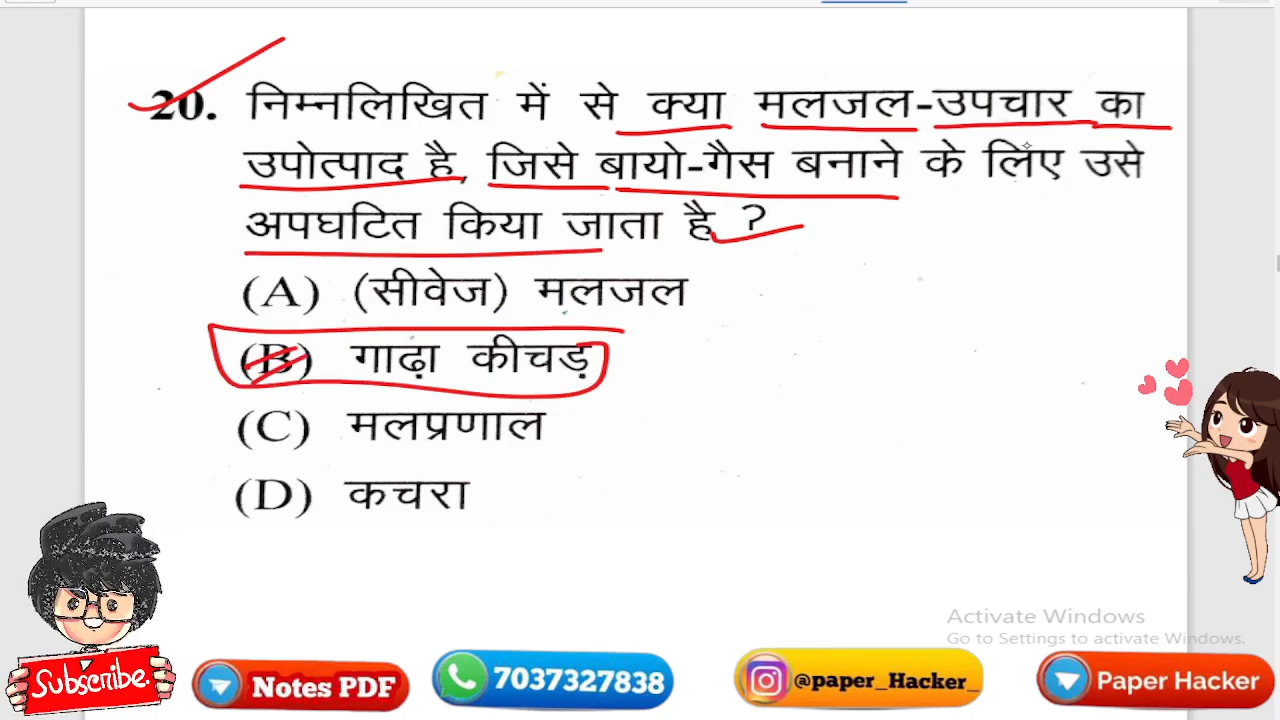 20. निम्नलिखित में से क्या मलजल-उपचार का
उपोत्पाद है, जिसे बायो-गैस बनाने के लिए उसे
अपघटित किया जाता है ?
(A) (सीवेज) मलजल
(B) गाढ़ा कीचड़
(C) मलप्रणाल
(D) कचरा
Activate Windows
Go to Settings to activate Windows.
Subscribe.
Notes PDF
7037327838
@paper_Hacker_
Paper Hacker